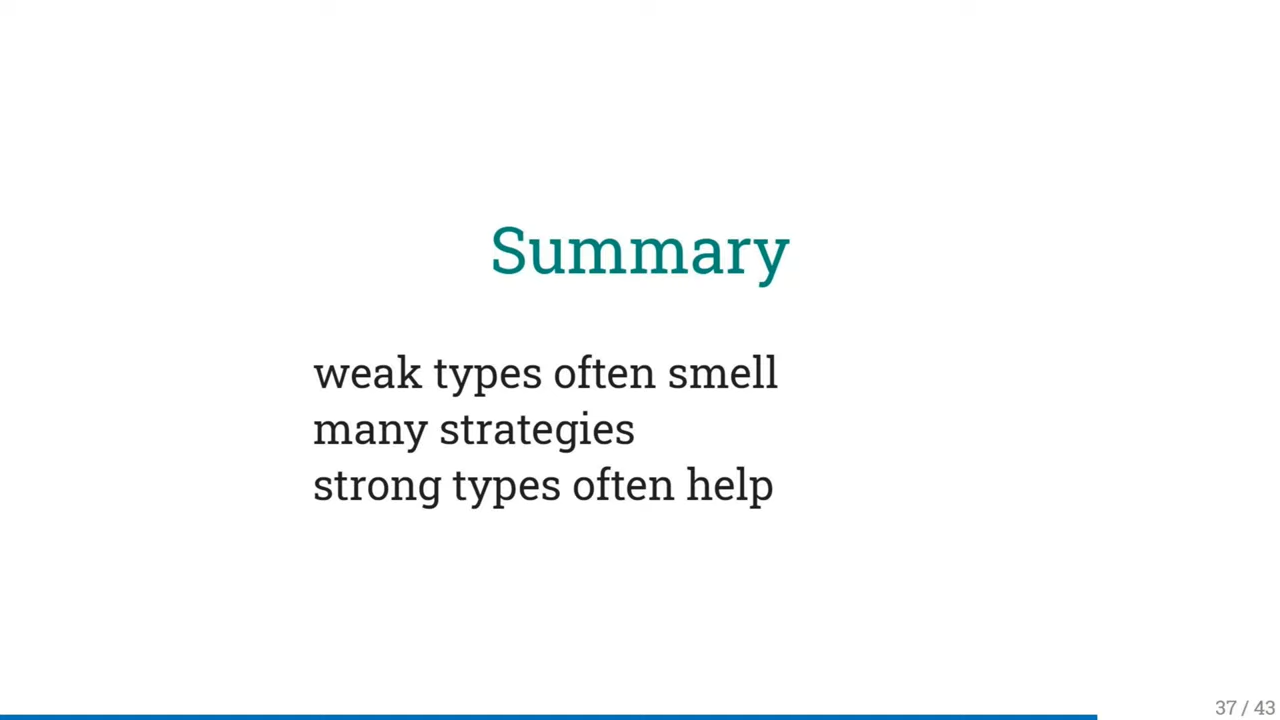 Summary
weak types often smell
many strategies
strong types often help
37 / 43